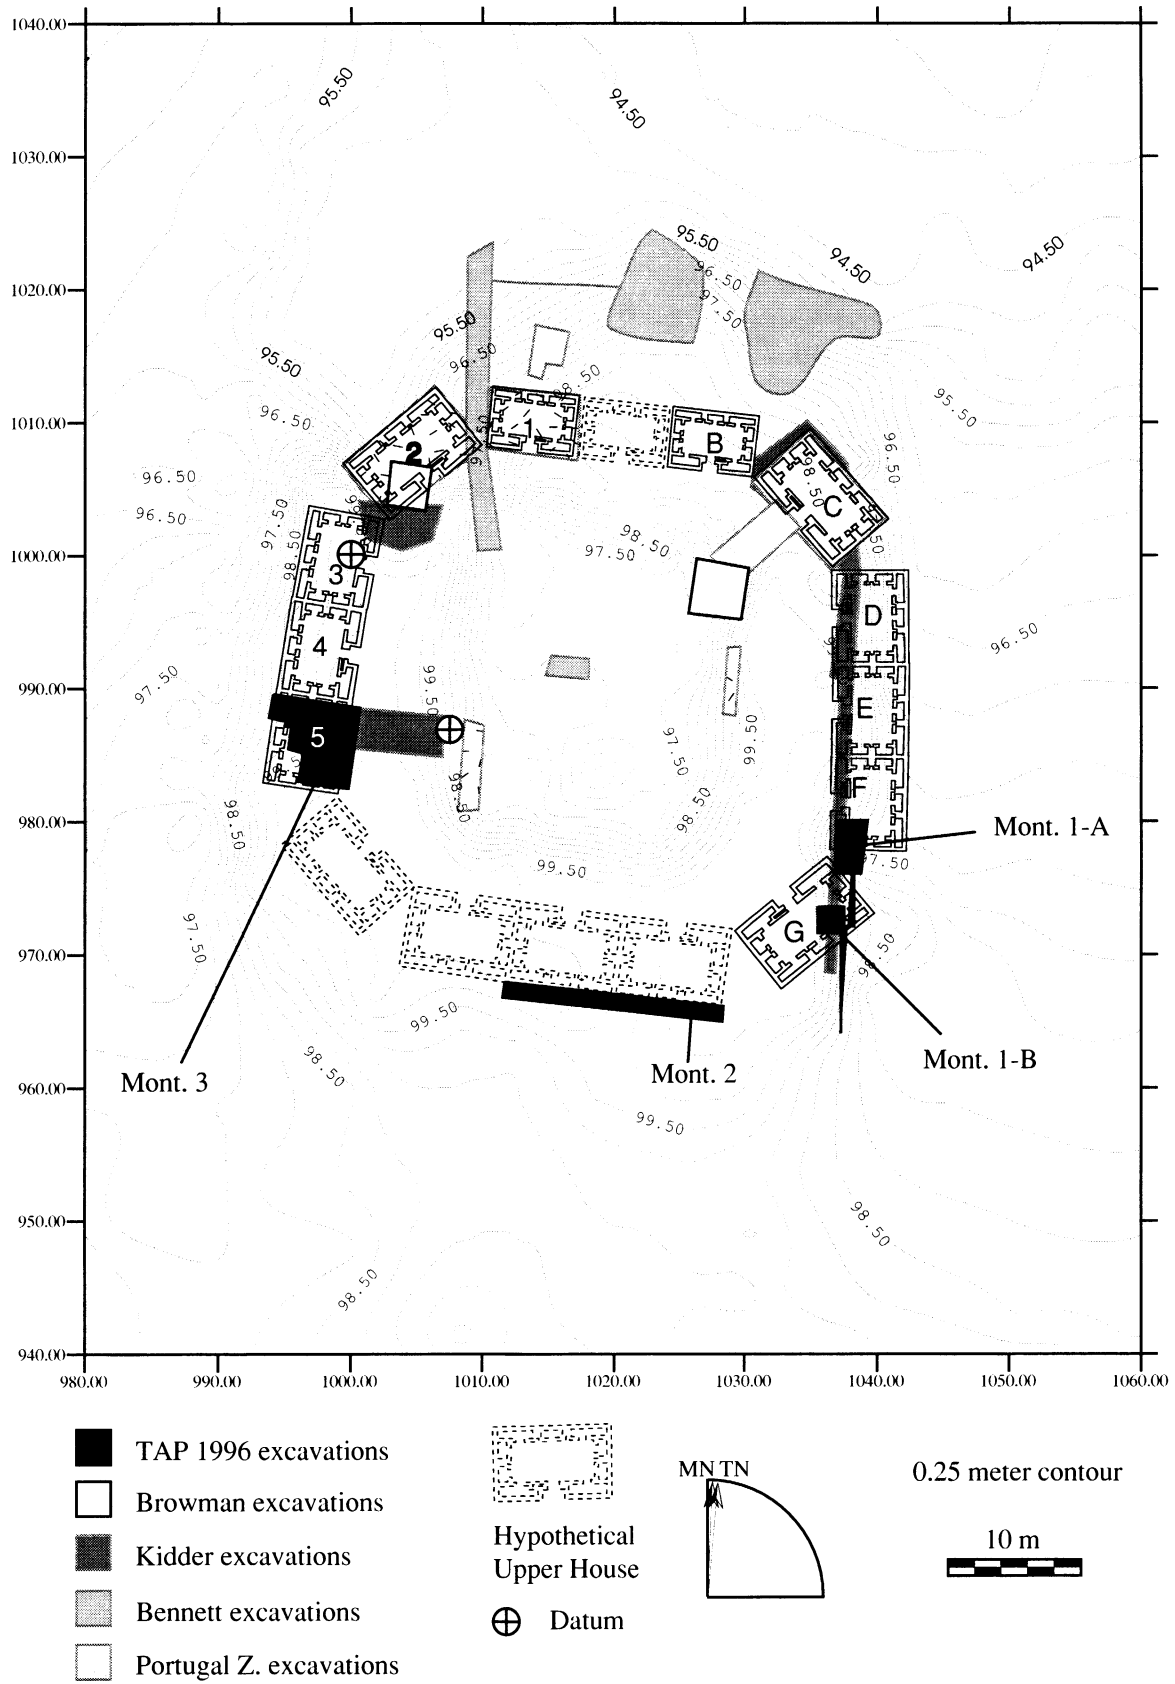 1040.00
95.50
94.50
1030.00
95.50
94.50
94.50
96.50
1020.00
97.50
95.50
96.50
95.50
98.50
95.50
96.50
1010.00
1
B
2
96.50
96.50
98.50
C
96.50
97.50
98.50
98.50
97.50
1000.00
3
D
4
96.50
97.50
990.00
99.50
E
5
97.50
99.50
F
98.50
98.50
98.50
980.00
Mont. 1-A
97.50
99.50
97.50
G
98.50
970.00
99.50
Mont. 3
98.50
Mont. 2
Mont. 1-B
960.00
99.50
950.00
98.50
98.50
940.00
980.00 990.00 1000.00 1010.00 1020.00 1030.00 1040.00 1050.00 1060.00
TAP 1996 excavations
Browman excavations
Kidder excavations
Bennett excavations
Portugal Z. excavations
Hypothetical
Upper House
Datum
MN TN
0.25 meter contour
10 m